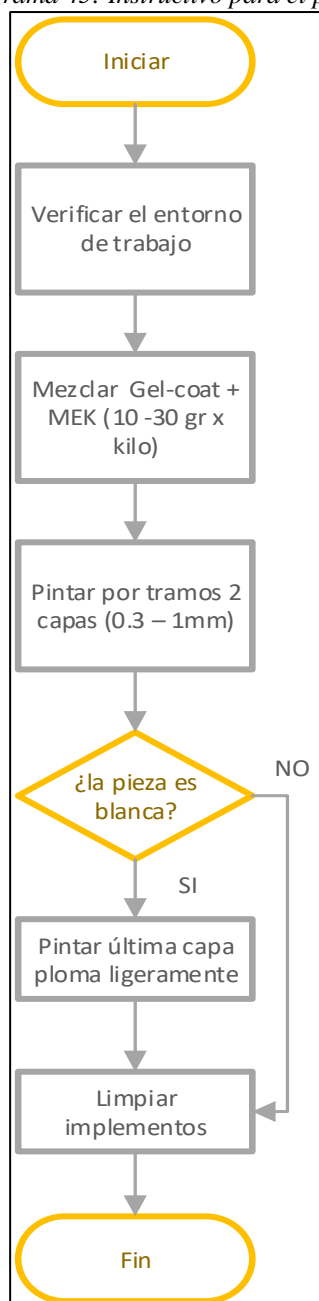 Instructivo para el
Iniciar
Verificar el entorno
de trabajo
Mezclar Gel-coat +
MEK (10 -30 gr x
kilo)
Pintar por tramos 2
capas (0.3 – 1mm)
¿la pieza es
blanca?
NO
SI
Pintar última capa
ploma ligeramente
Limpiar
implementos
Fin